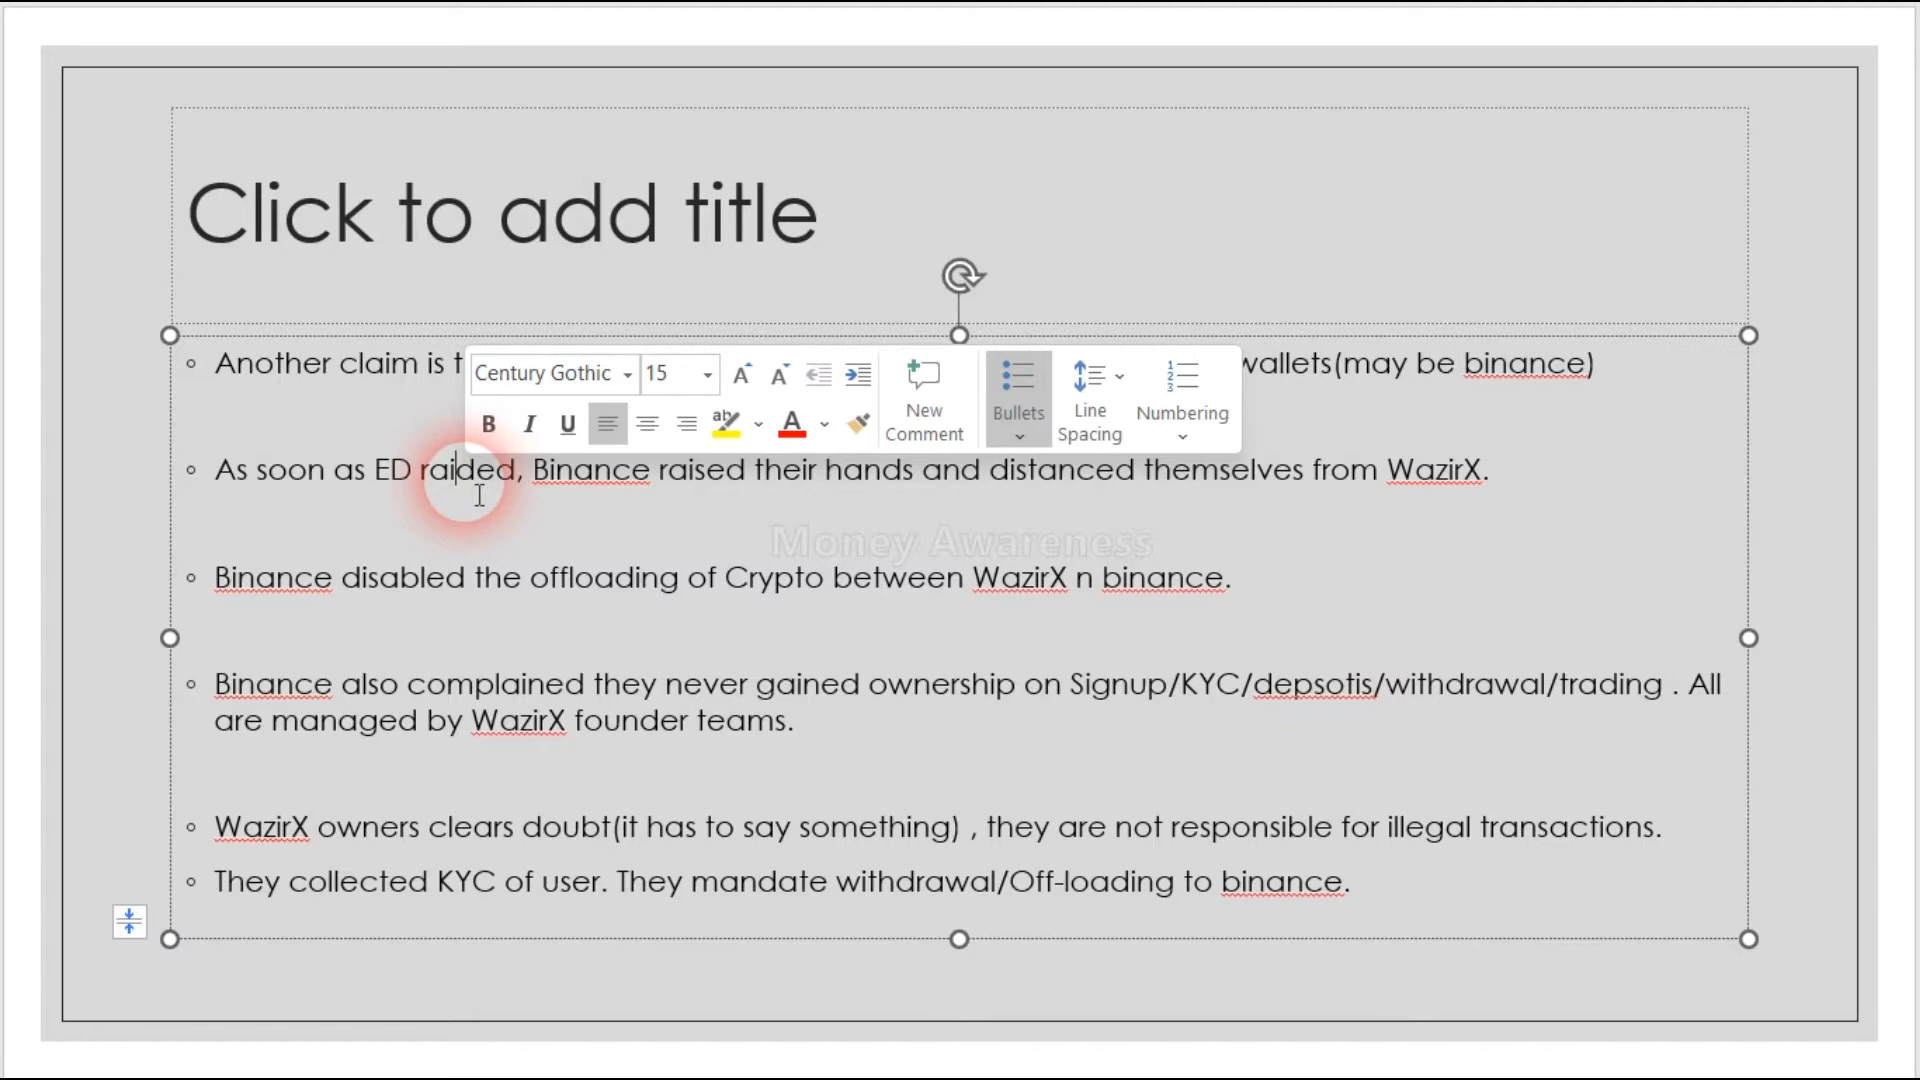 Click to add title
Another claim is wallets(may be binance)
Century Gothic 15
New Comment
Bullets
Line Spacing
Numbering
B I U
As soon as ED raided, Binance raised their hands and distanced themselves from WazirX.
Money Awareness
Binance disabled the offloading of Crypto between WazirX n binance.
Binance also complained they never gained ownership on Signup/KYC/depsotis/withdrawal/trading . All
are managed by WazirX founder teams.
WazirX owners clears doubt(it has to say something) , they are not responsible for illegal transactions.
They collected KYC of user. They mandate withdrawal/Off-loading to binance.